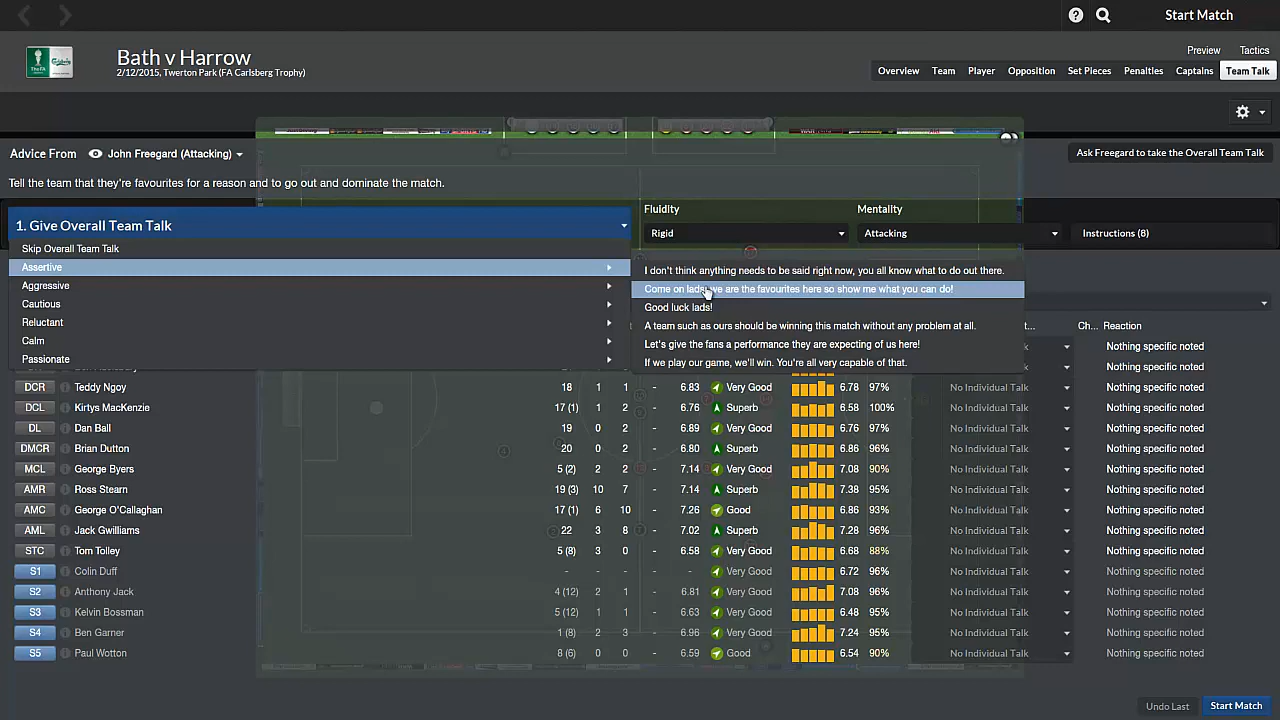 Start Match
Bath v Harrow
2/12/2015, Twerton Park (FA Carlsberg Trophy)
Preview Tactics
Overview Team Player Opposition Set Pieces Penalties Captains Team Talk
Advice From John Freegard (Attacking)
Ask Freegard to take the Overall Team Talk
Tell the team that they're favourites for a reason and to go out and dominate the match.
1. Give Overall Team Talk
Fluidity Mentality
Rigid Attacking Instructions (8)
Skip Overall Team Talk
Assertive
Aggressive
Cautious
Reluctant
Calm
Passionate
I don't think anything needs to be said right now, you all know what to do out there.
Come on lads, we are the favourites here so show me what you can do!
Good luck lads!
A team such as ours should be winning this match without any problem at all.
Let's give the fans a performance they are expecting of us here!
If we play our game, we'll win. You're all very capable of that.
Ch... Reaction
Nothing specific noted
Nothing specific noted
DCR Teddy Ngoy 18 1 1 - 6.83 Very Good 6.78 97% No Individual Talk Nothing specific noted
DCL Kirtys MacKenzie 17 (1) 1 2 - 6.76 Superb 6.58 100% No Individual Talk Nothing specific noted
DL Dan Ball 19 0 2 - 6.89 Very Good 6.76 97% No Individual Talk Nothing specific noted
DMCR Brian Dutton 20 0 2 - 6.80 Superb 6.86 96% No Individual Talk Nothing specific noted
MCL George Byers 5 (2) 2 2 - 7.14 Very Good 7.08 90% No Individual Talk Nothing specific noted
AMR Ross Stearn 19 (3) 10 7 - 7.14 Superb 7.38 95% No Individual Talk Nothing specific noted
AMC George O'Callaghan 17 (1) 6 10 - 7.26 Good 6.86 93% No Individual Talk Nothing specific noted
AML Jack Gwilliams 22 3 8 - 7.02 Superb 7.28 96% No Individual Talk Nothing specific noted
STC Tom Tolley 5 (8) 3 0 - 6.58 Very Good 6.68 88% No Individual Talk Nothing specific noted
S1 Colin Duff - - - - - Very Good 6.72 96% No Individual Talk Nothing specific noted
S2 Anthony Jack 4 (12) 2 1 - 6.81 Very Good 7.08 96% No Individual Talk Nothing specific noted
S3 Kelvin Bossman 5 (12) 1 1 - 6.63 Very Good 6.48 95% No Individual Talk Nothing specific noted
S4 Ben Garner 1 (8) 2 3 - 6.96 Very Good 7.24 95% No Individual Talk Nothing specific noted
S5 Paul Wotton 8 (6) 0 0 - 6.59 Good 6.54 90% No Individual Talk Nothing specific noted
Undo Last Start Match